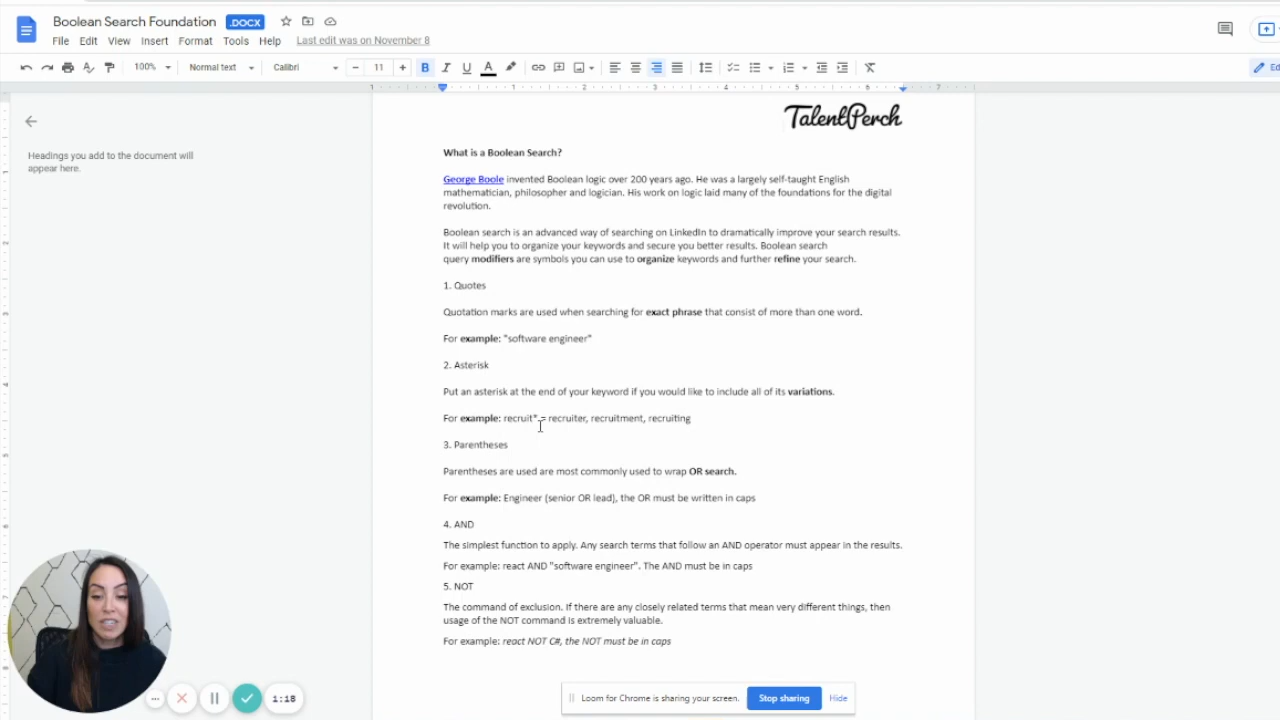 Boolean Search Foundation .DOCX
File Edit View Insert Format Tools Help Last edit was on November 8
100% Normal text Calibri 11 B I U A
1 1 2 3 4 5 6 7
Headings you add to the document will
appear here.
TalentPerch
What is a Boolean Search?
George Boole invented Boolean logic over 200 years ago. He was a largely self-taught English
mathematician, philosopher and logician. His work on logic laid many of the foundations for the digital
revolution.
Boolean search is an advanced way of searching on LinkedIn to dramatically improve your search results.
It will help you to organize your keywords and secure you better results. Boolean search
query modifiers are symbols you can use to organize keywords and further refine your search.
1. Quotes
Quotation marks are used when searching for exact phrase that consist of more than one word.
For example: "software engineer"
2. Asterisk
Put an asterisk at the end of your keyword if you would like to include all of its variations.
For example: recruit* = recruiter, recruitment, recruiting
3. Parentheses
Parentheses are used are most commonly used to wrap OR search.
For example: Engineer (senior OR lead), the OR must be written in caps
4. AND
The simplest function to apply. Any search terms that follow an AND operator must appear in the results.
For example: react AND "software engineer". The AND must be in caps
5. NOT
The command of exclusion. If there are any closely related terms that mean very different things, then
usage of the NOT command is extremely valuable.
For example: react NOT C#, the NOT must be in caps
1:18
Loom for Chrome is sharing your screen. Stop sharing Hide